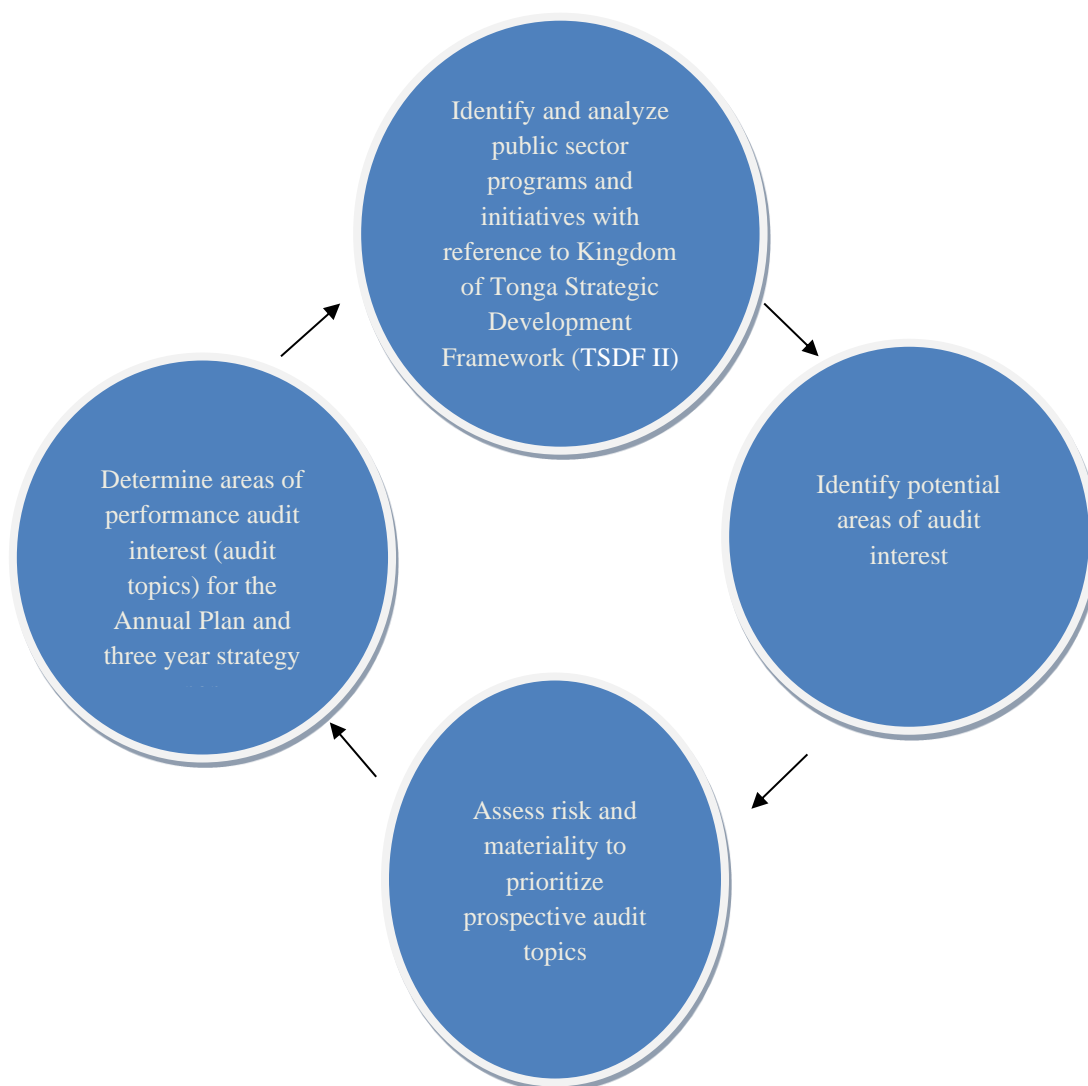 Identify and analyze
public sector
programs and
initiatives with
reference to Kingdom
of Tonga Strategic
Development
Framework (TSDF II)
Identify potential
areas of audit
interest
Assess risk and
materiality to
prioritize
prospective audit
topics
Determine areas of
performance audit
interest (audit
topics) for the
Annual Plan and
three year strategy